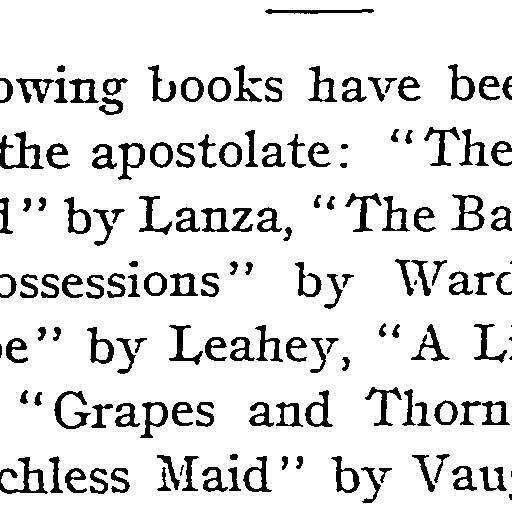 owing books have bee
the apostolate: "The
d" by Lanza, "The Ba
ossessions" by Ward
pe" by Leahey, "A Li
"Grapes and Thorn
chless Maid" by Vaug